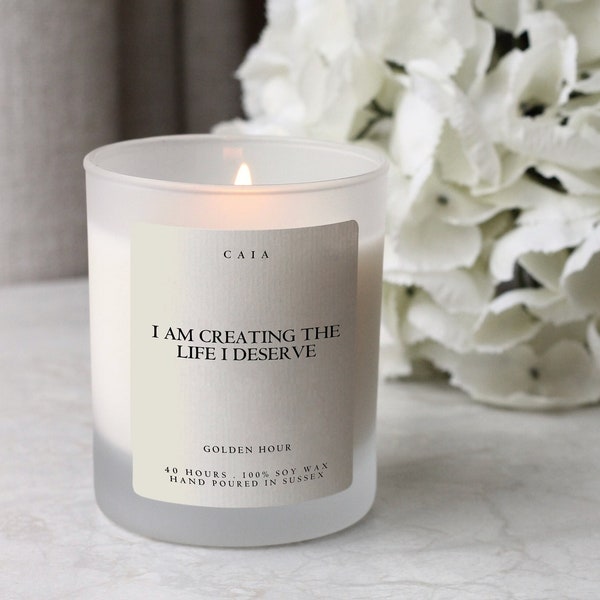 CAIA
I AM CREATING THE
LIFE I DESERVE
GOLDEN HOUR
40 HOURS . 100% SOY WAX
HAND POURED IN SUSSEX